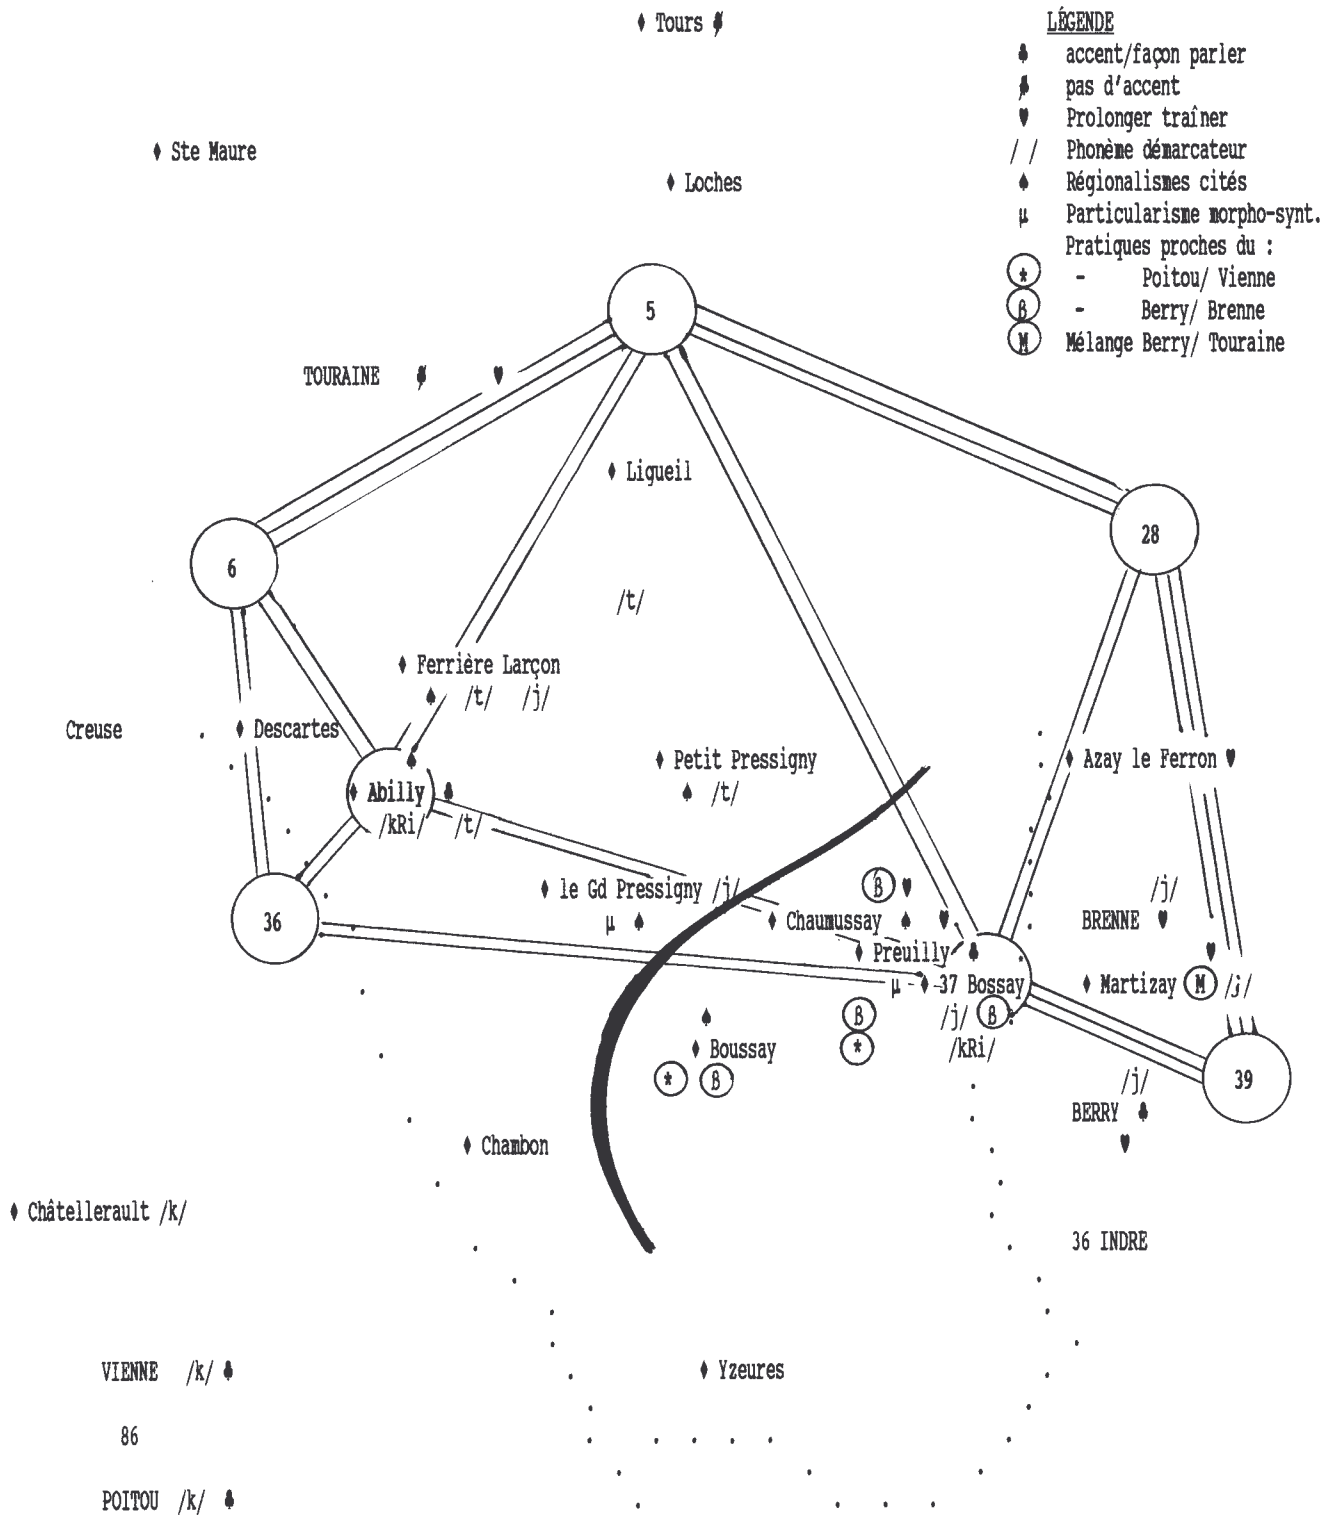 Tours
LÉGENDE
accent/façon parler
pas d'accent
Prolonger traîner
/ / Phonème démarcateur
Régionalismes cités
µ Particularisme morpho-synt.
Pratiques proches du :
* - Poitou/ Vienne
β - Berry/ Brenne
M Mélange Berry/ Touraine
Ste Maure
Loches
5
TOURAINE
Ligueil
28
6
/t/
Ferrière Larçon
/t/ /j/
Creuse
Descartes
Petit Pressigny
/t/
Azay le Ferron
Abilly
/kRi/ /t/
le Gd Pressigny /j/
µ
β
/j/
BRENNE
36
Chaumussay
Preuilly
µ - 37 Bossay
/j/ β
/kRi/
Martizay M /j/
β
*
Boussay
* β
39
/j/
BERRY
Chambon
Châtellerault /k/
36 INDRE
VIENNE /k/
86
POITOU /k/
Yzeures